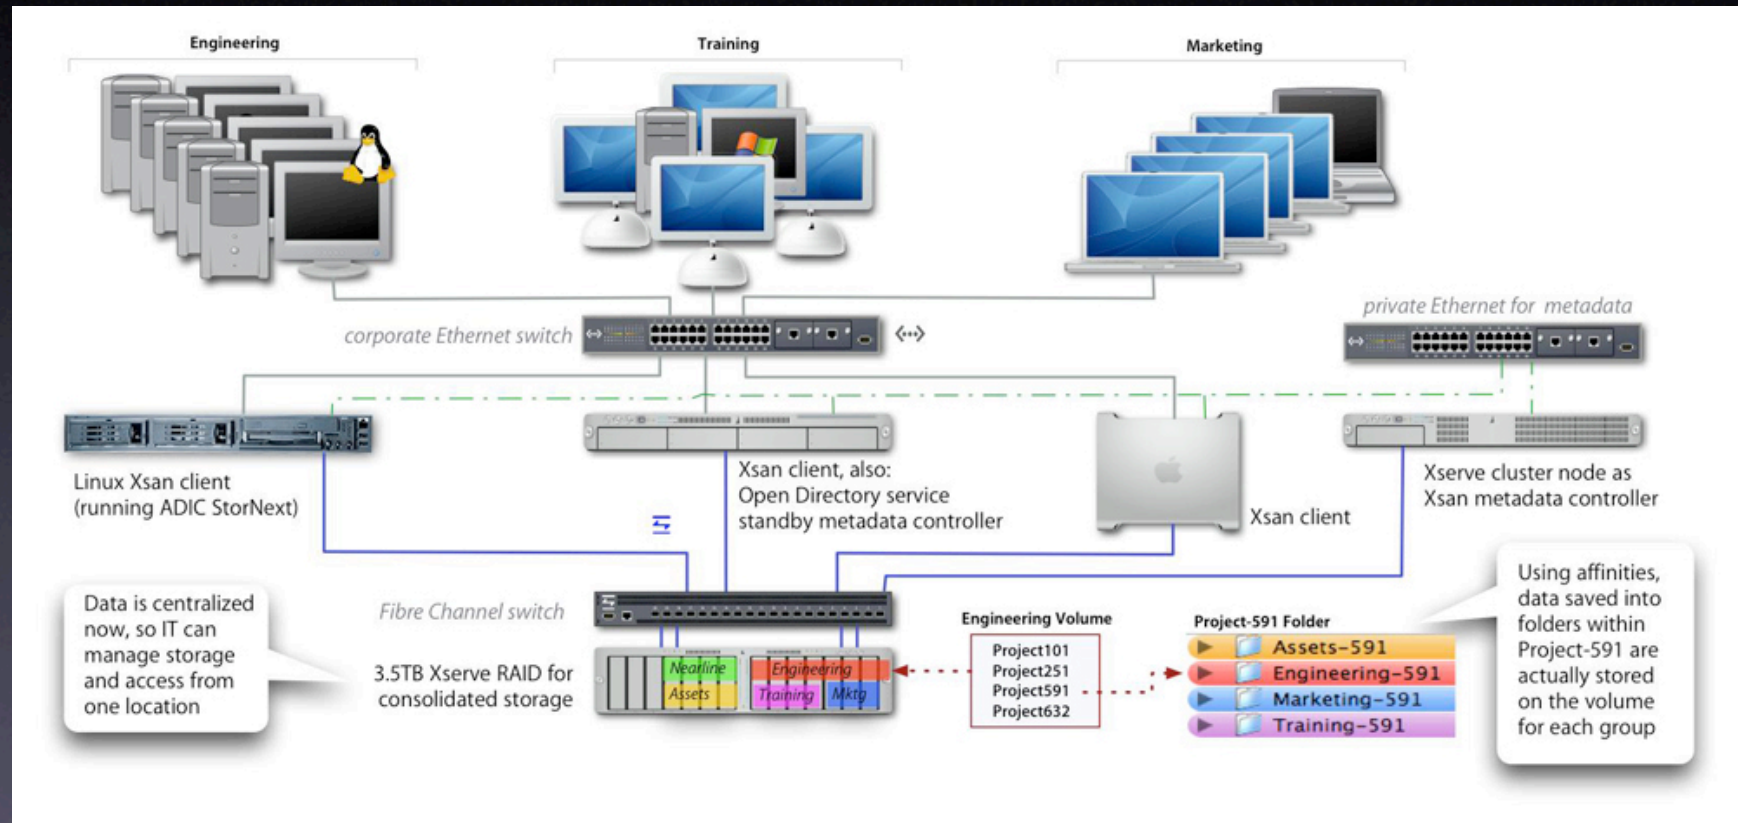 Engineering
Training
Marketing
private Ethernet for metadata
corporate Ethernet switch
Linux Xsan client
(running ADIC StorNext)
Xsan client, also:
Open Directory service
standby metadata controller
Xsan client
Xserve cluster node as
Xsan metadata controller
Data is centralized
now, so IT can
manage storage
and access from
one location
Fibre Channel switch
3.5TB Xserve RAID for
consolidated storage
Nearline
Engineering
Assets
Training
Mktg
Engineering Volume
Project101
Project251
Project591
Project632
Project-591 Folder
Assets-591
Engineering-591
Marketing-591
Training-591
Using affinities,
data saved into
folders within
Project-591 are
actually stored
on the volume
for each group